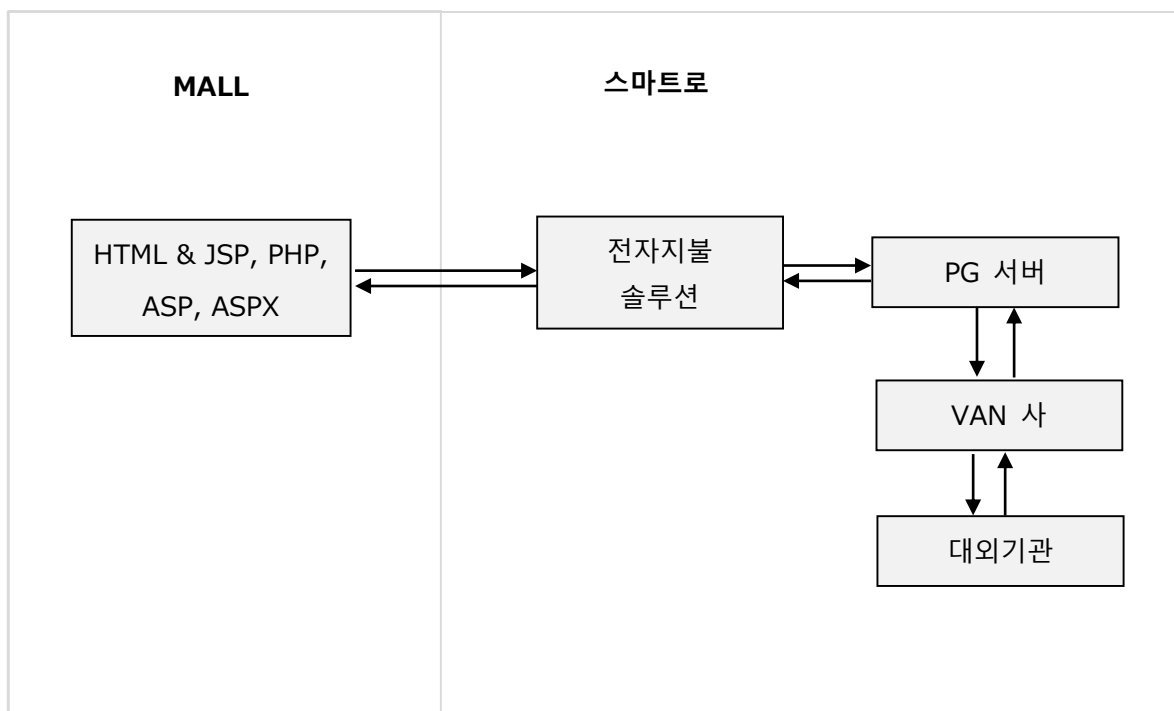 MALL
스마트로
HTML & JSP, PHP,
ASP, ASPX
전자지불
솔루션
PG 서버
VAN 사
대외기관